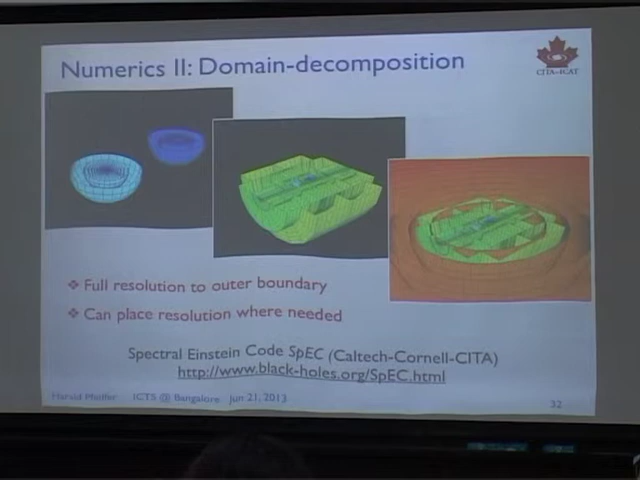 Numerics II: Domain-decomposition
CITA-ICAT
❖ Full resolution to outer boundary
❖ Can place resolution where needed
Spectral Einstein Code SpEC (Caltech-Cornell-CITA)
http://www.black-holes.org/SpEC.html
Harald Pfeiffer ICTS @ Bangalore Jun 21, 2013
32